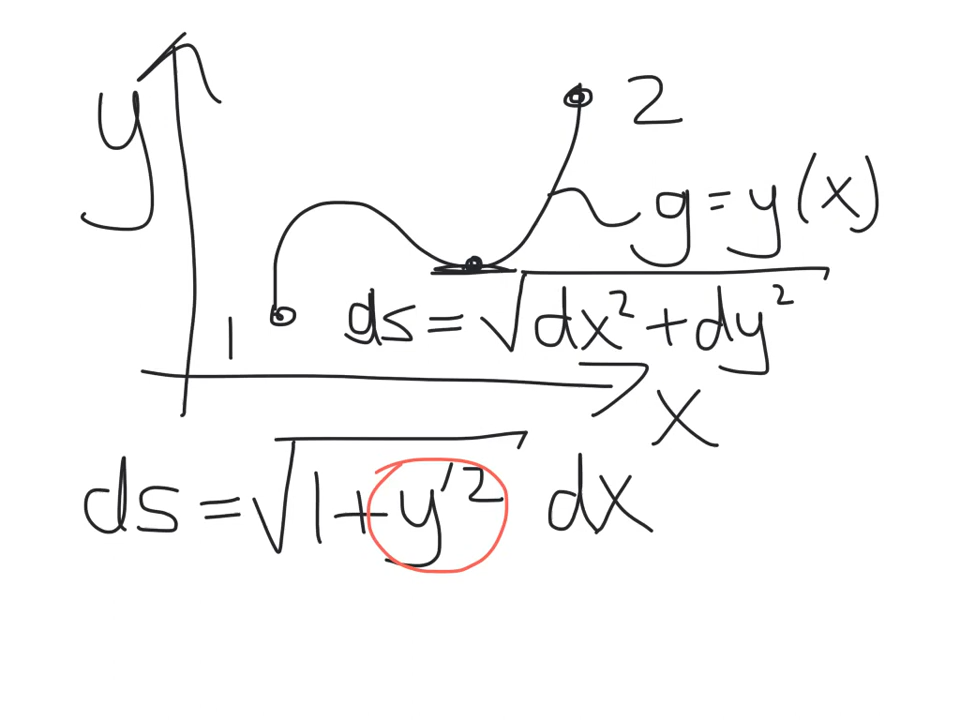 y
2
g = y(x)
1
ds = √dx² + dy²
x
ds = √1 + y'² dx